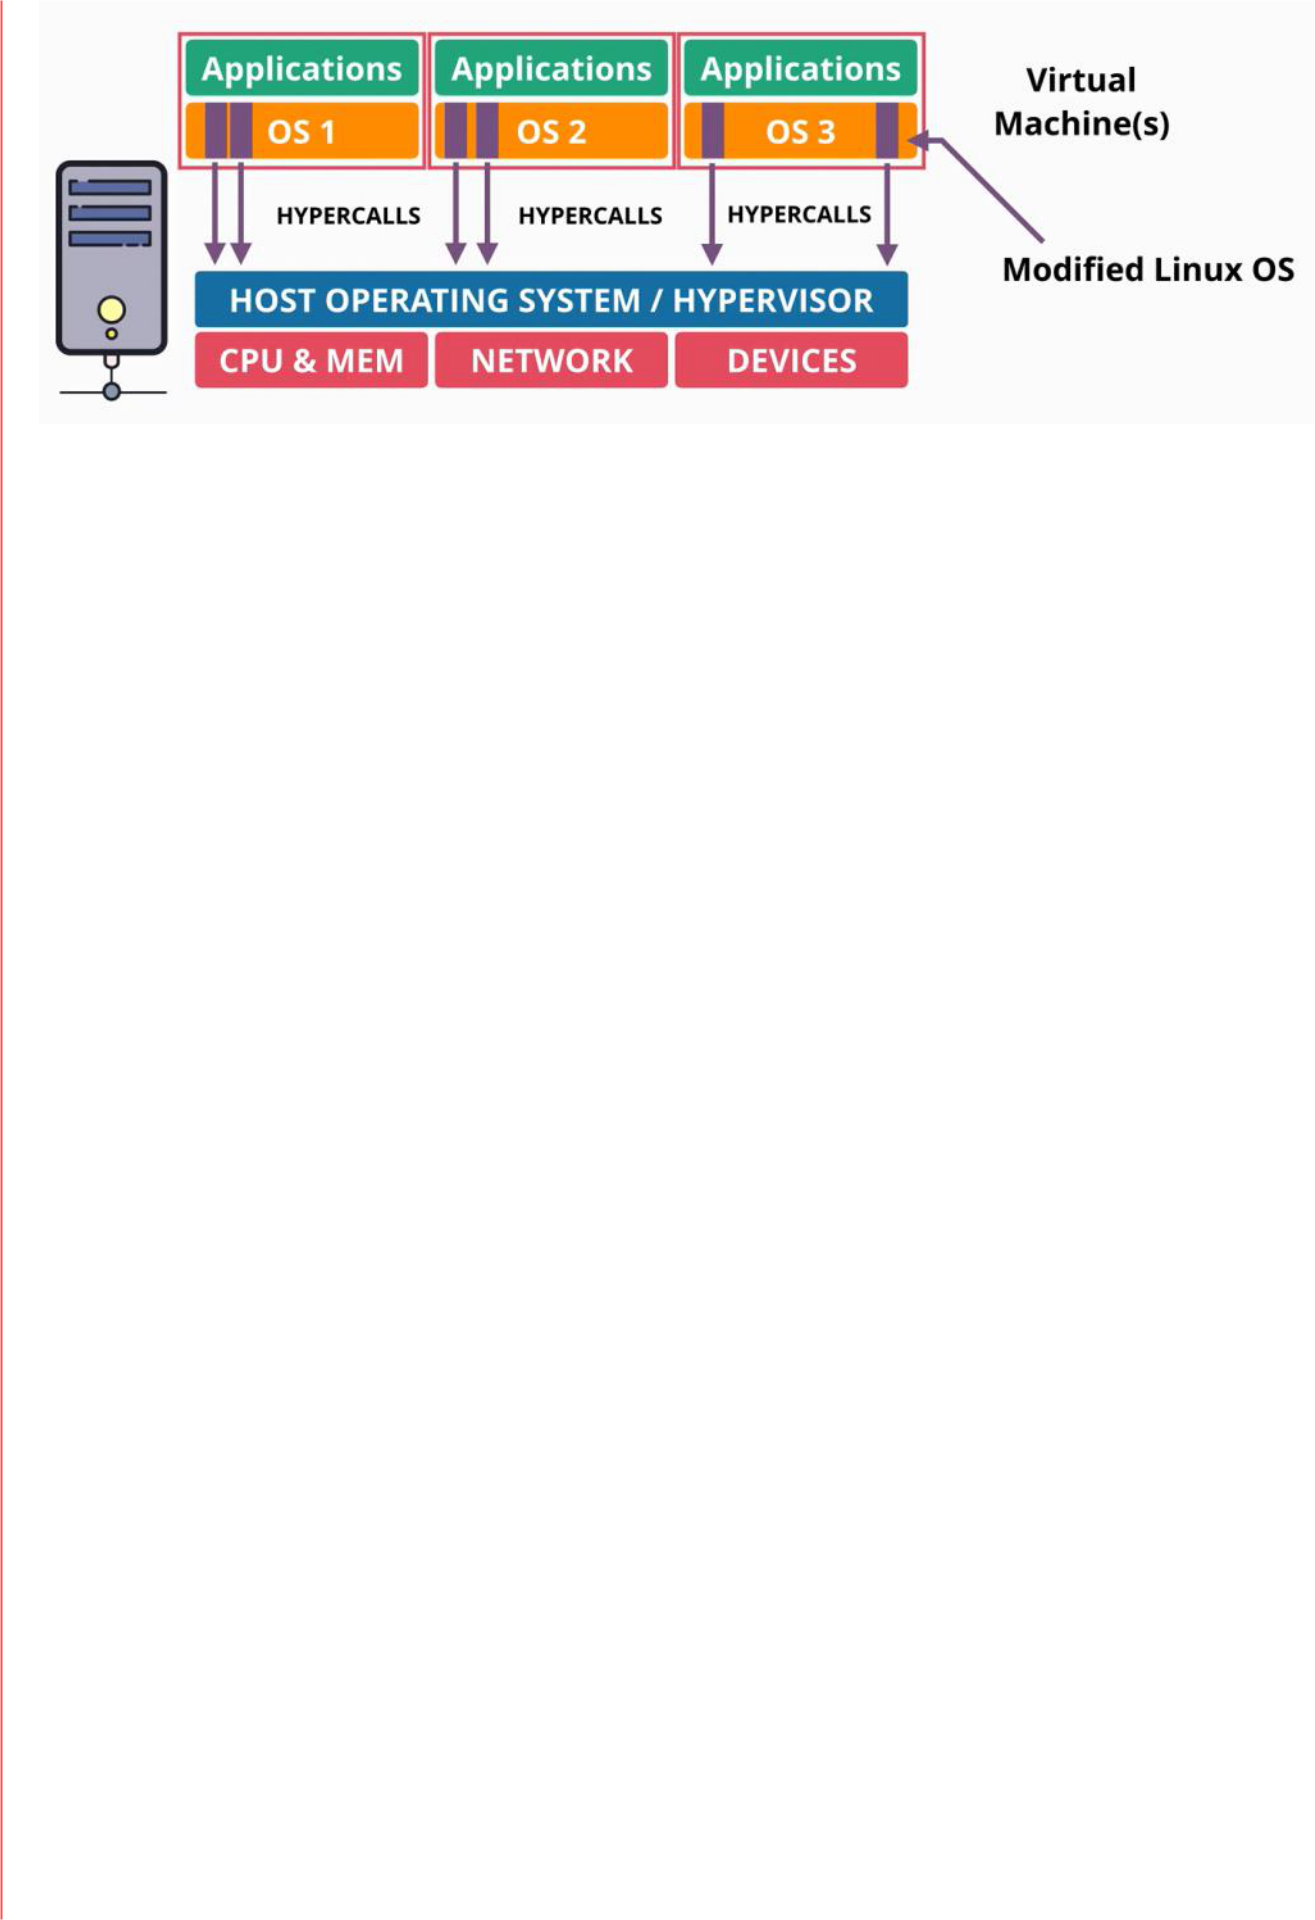 Applications
Applications
Applications
Virtual
Machine(s)
OS 1
OS 2
OS 3
HYPERCALLS
HYPERCALLS
HYPERCALLS
Modified Linux OS
HOST OPERATING SYSTEM / HYPERVISOR
CPU & MEM
NETWORK
DEVICES